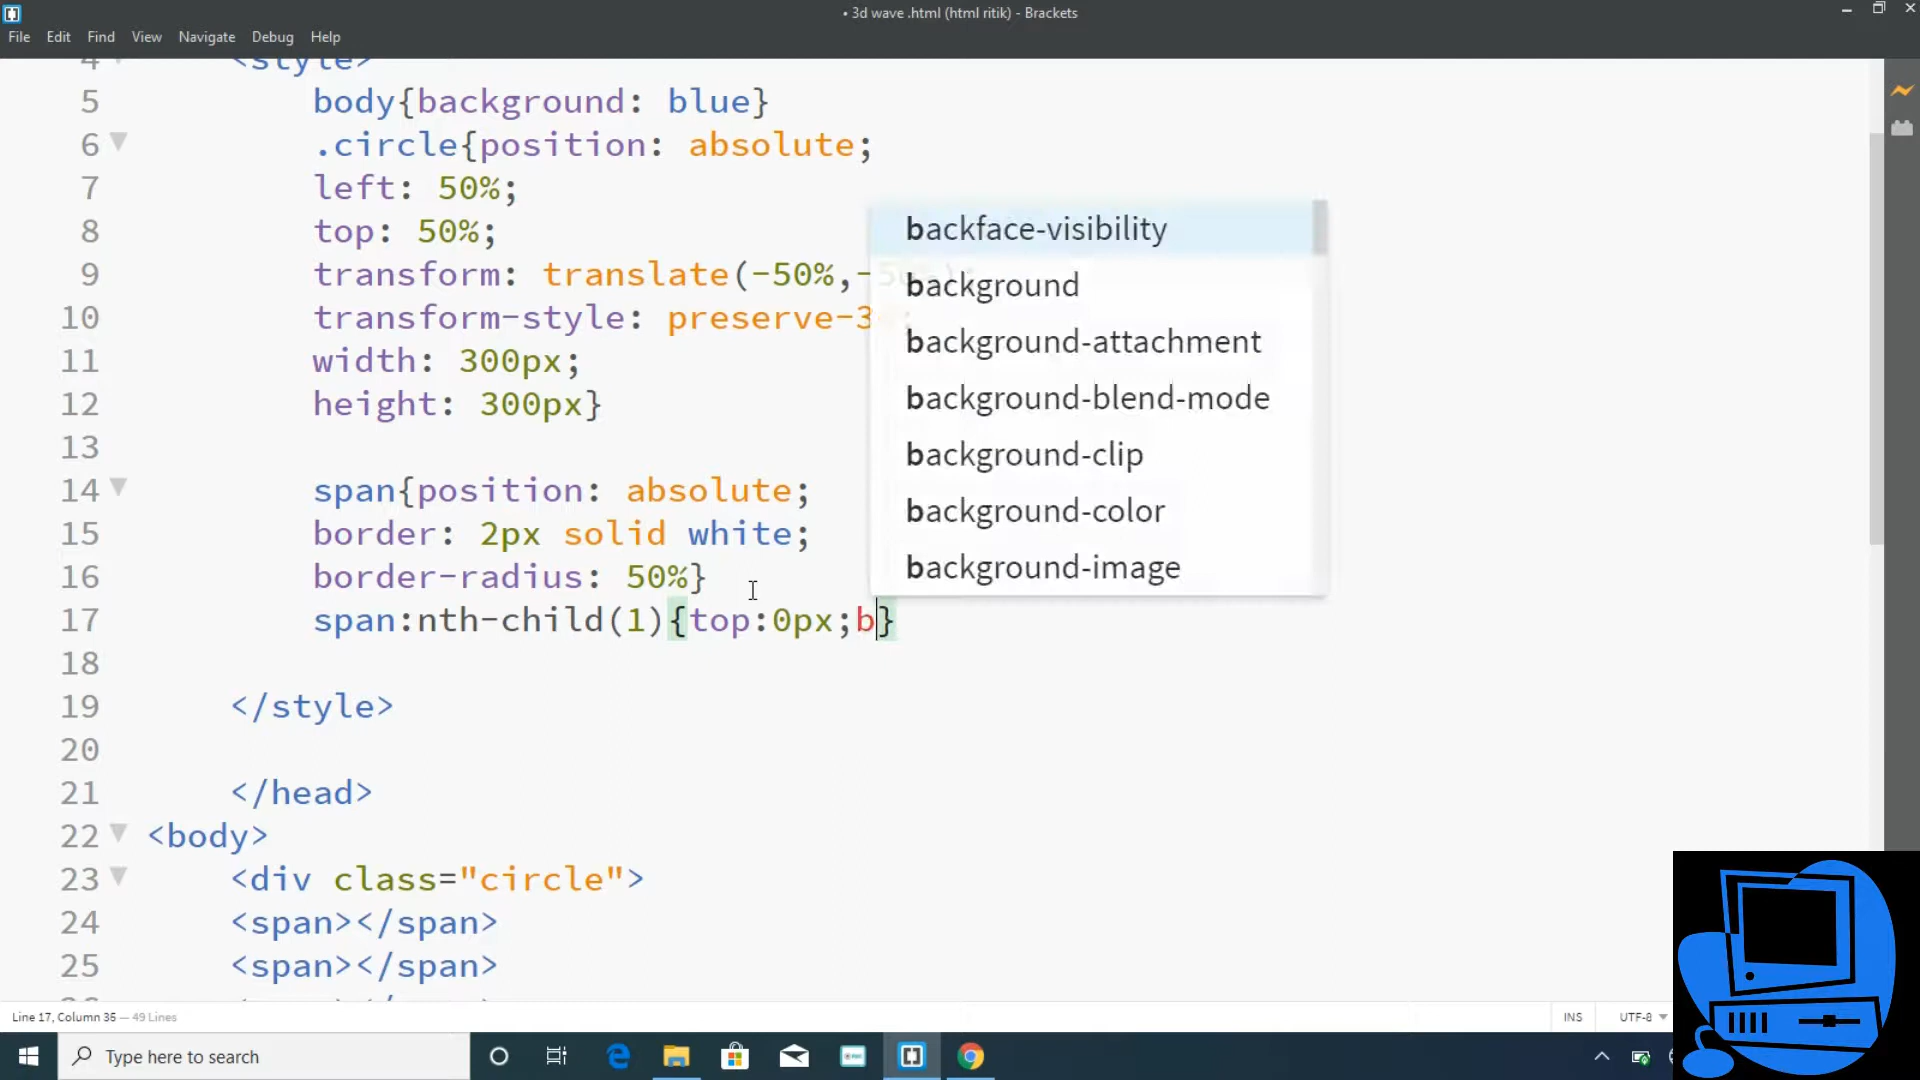 • 3d wave .html (html ritik) - Brackets
File Edit Find View Navigate Debug Help
4 <style>
5 body{background: blue}
6 .circle{position: absolute;
7 left: 50%;
8 top: 50%;
9 transform: translate(-50%,-50%);
10 transform-style: preserve-3d;
11 width: 300px;
12 height: 300px}
13
14 span{position: absolute;
15 border: 2px solid white;
16 border-radius: 50%}
17 span:nth-child(1){top:0px;b}
18
19 </style>
20
21 </head>
22 <body>
23 <div class="circle">
24 <span></span>
25 <span></span>
backface-visibility
background
background-attachment
background-blend-mode
background-clip
background-color
background-image
Line 17, Column 35 — 49 Lines
INS UTF-8
Type here to search